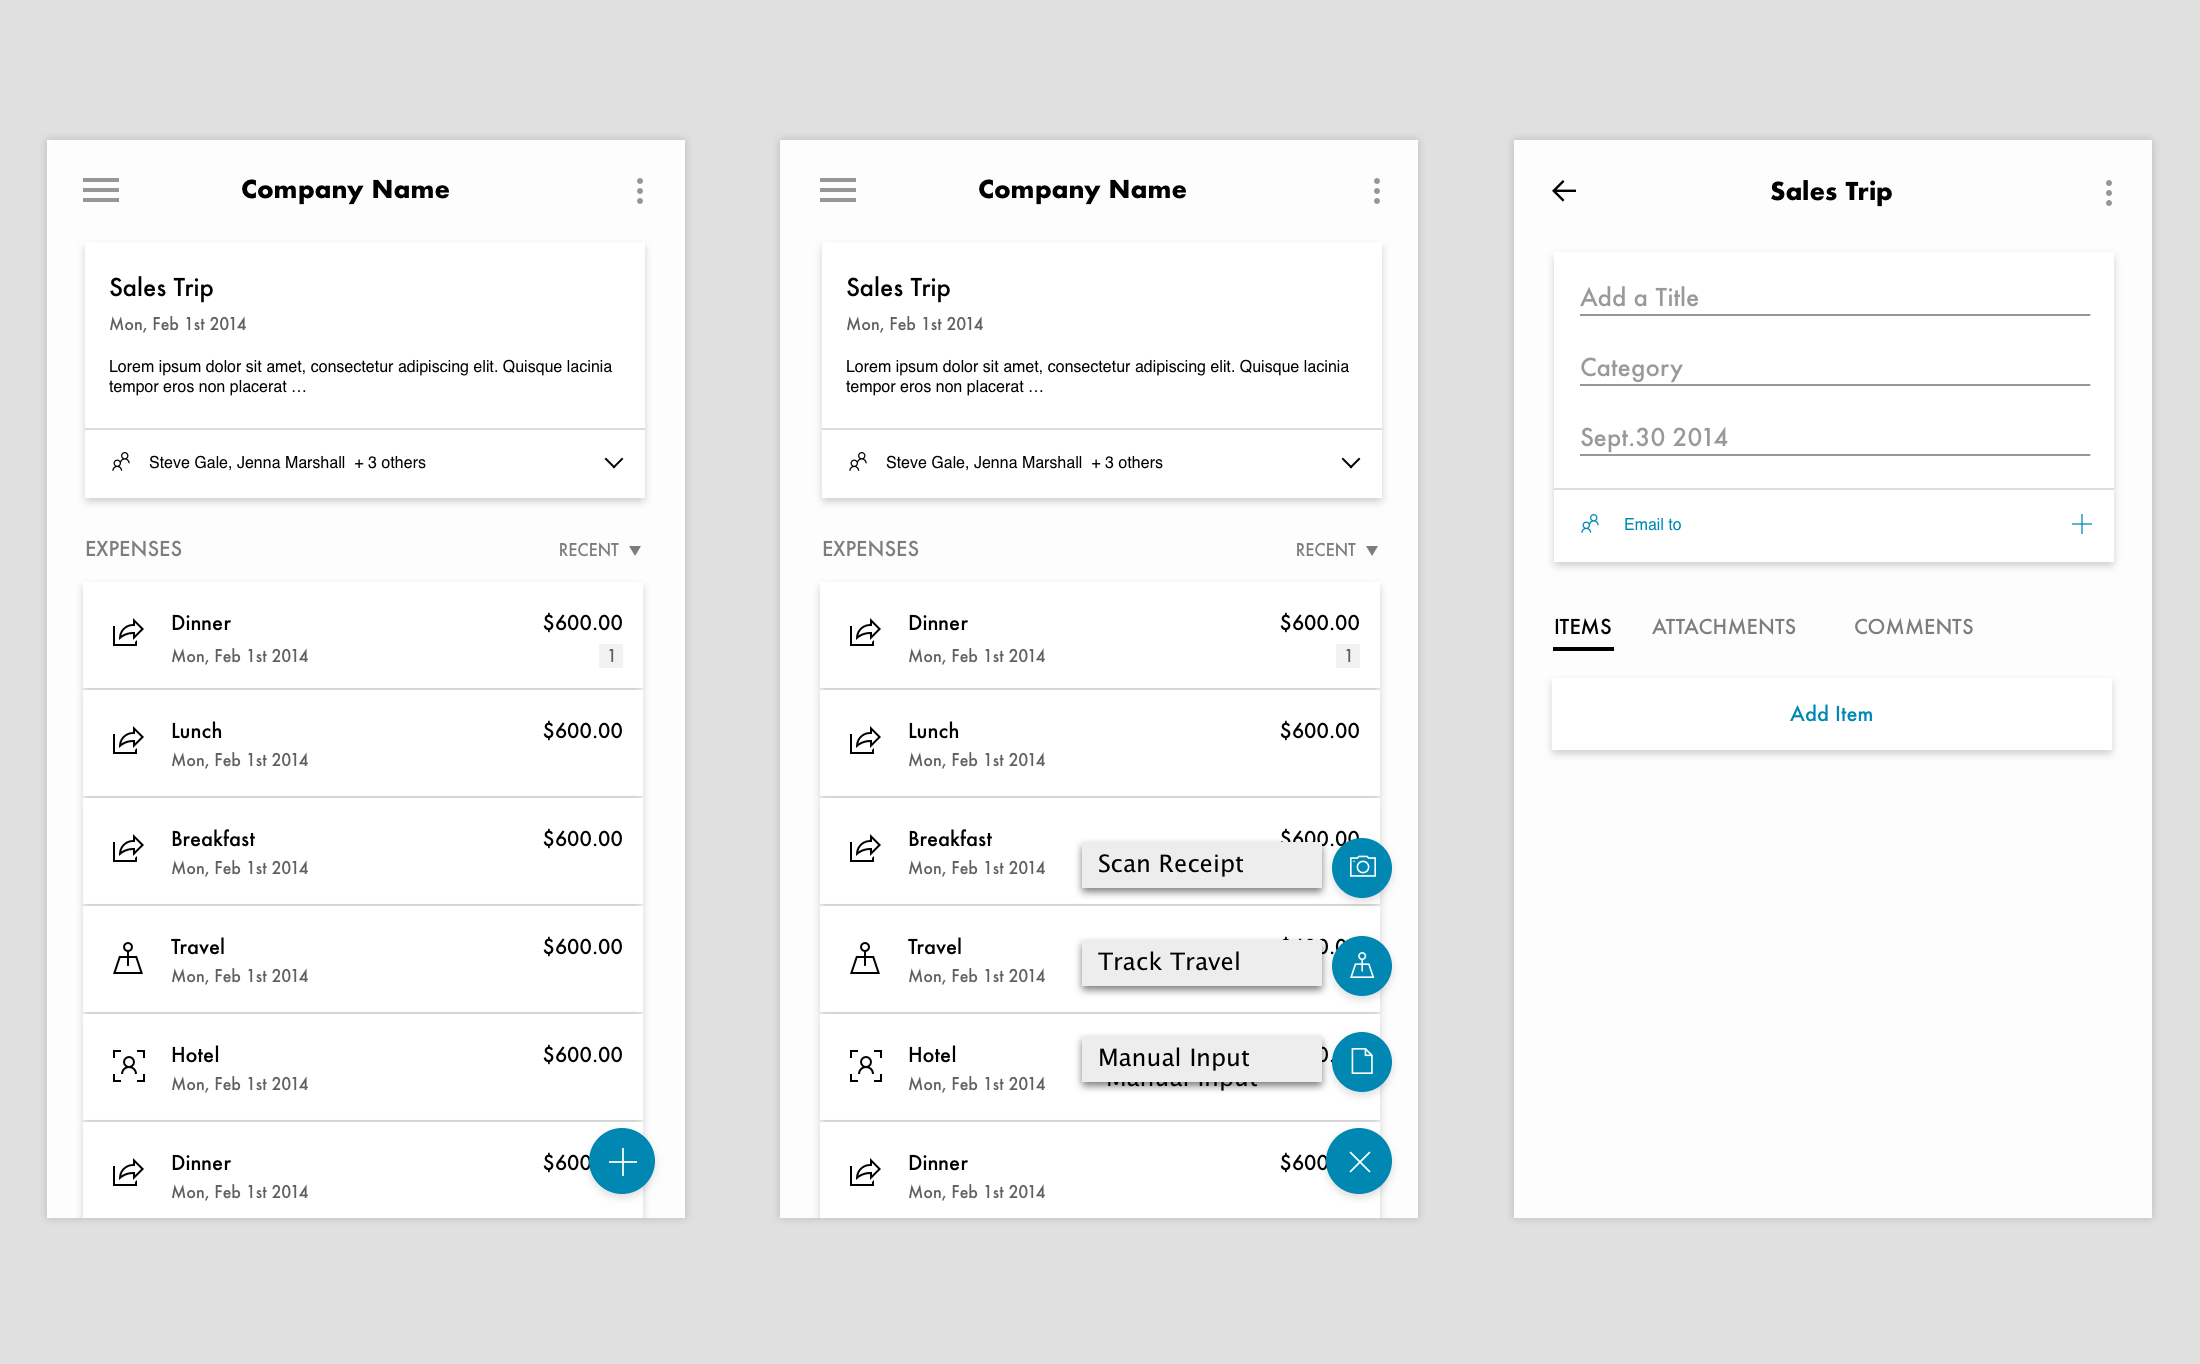 Company Name
Sales Trip
Mon, Feb 1st 2014
Lorem ipsum dolor sit amet, consectetur adipiscing elit. Quisque lacinia
tempor eros non placerat ...
Steve Gale, Jenna Marshall + 3 others
EXPENSES RECENT
Dinner $600.00
Mon, Feb 1st 2014 1
Lunch $600.00
Mon, Feb 1st 2014
Breakfast $600.00
Mon, Feb 1st 2014
Travel $600.00
Mon, Feb 1st 2014
Hotel $600.00
Mon, Feb 1st 2014
Dinner $600
Mon, Feb 1st 2014
Company Name
Sales Trip
Mon, Feb 1st 2014
Lorem ipsum dolor sit amet, consectetur adipiscing elit. Quisque lacinia
tempor eros non placerat ...
Steve Gale, Jenna Marshall + 3 others
EXPENSES RECENT
Dinner $600.00
Mon, Feb 1st 2014 1
Lunch $600.00
Mon, Feb 1st 2014
Breakfast $600.00
Scan Receipt
Mon, Feb 1st 2014
Travel
Track Travel
Mon, Feb 1st 2014
Hotel
Manual Input
Mon, Feb 1st 2014 Manual Input
Dinner $600
Mon, Feb 1st 2014
Sales Trip
Add a Title
Category
Sept.30 2014
Email to
ITEMS ATTACHMENTS COMMENTS
Add Item